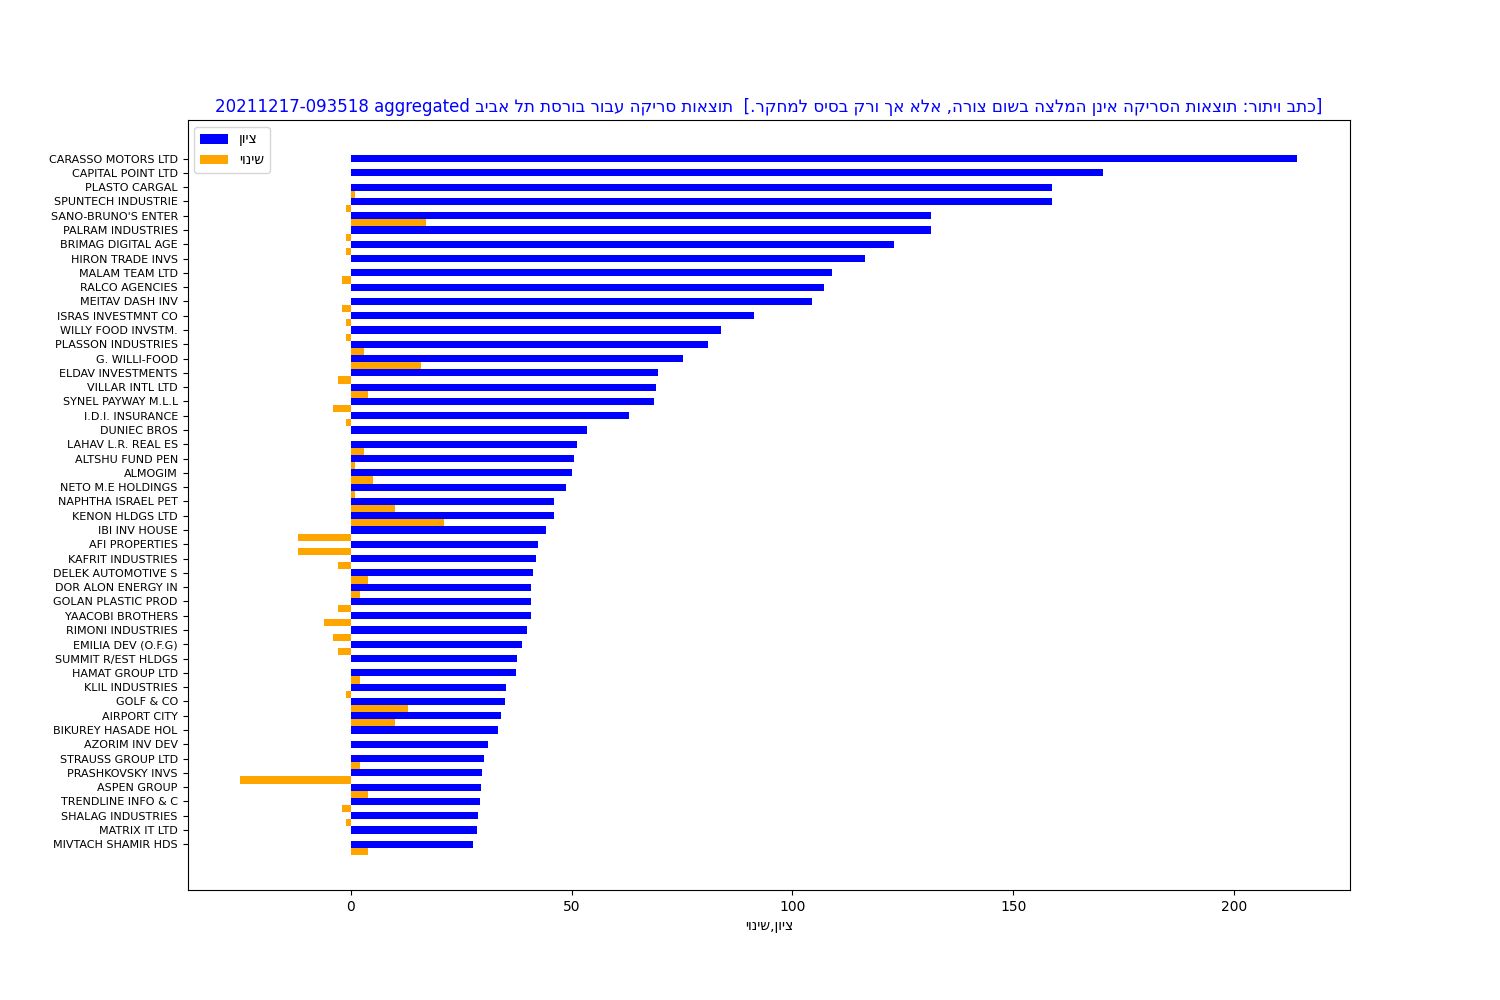 20211217-093518 aggregated תוצאות סריקה עבור בורסת תל אביב [כתב ויתור: תוצאות הסריקה אינן המלצה בשום צורה, אלא אך ורק בסיס למחקר.]
ציון
שינוי
CARASSO MOTORS LTD
CAPITAL POINT LTD
PLASTO CARGAL
SPUNTECH INDUSTRIE
SANO-BRUNO'S ENTER
PALRAM INDUSTRIES
BRIMAG DIGITAL AGE
HIRON TRADE INVS
MALAM TEAM LTD
RALCO AGENCIES
MEITAV DASH INV
ISRAS INVESTMNT CO
WILLY FOOD INVSTM.
PLASSON INDUSTRIES
G. WILLI-FOOD
ELDAV INVESTMENTS
VILLAR INTL LTD
SYNEL PAYWAY M.L.L
I.D.I. INSURANCE
DUNIEC BROS
LAHAV L.R. REAL ES
ALTSHU FUND PEN
ALMOGIM
NETO M.E HOLDINGS
NAPHTHA ISRAEL PET
KENON HLDGS LTD
IBI INV HOUSE
AFI PROPERTIES
KAFRIT INDUSTRIES
DELEK AUTOMOTIVE S
DOR ALON ENERGY IN
GOLAN PLASTIC PROD
YAACOBI BROTHERS
RIMONI INDUSTRIES
EMILIA DEV (O.F.G)
SUMMIT R/EST HLDGS
HAMAT GROUP LTD
KLIL INDUSTRIES
GOLF & CO
AIRPORT CITY
BIKUREY HASADE HOL
AZORIM INV DEV
STRAUSS GROUP LTD
PRASHKOVSKY INVS
ASPEN GROUP
TRENDLINE INFO & C
SHALAG INDUSTRIES
MATRIX IT LTD
MIVTACH SHAMIR HDS
0 50 100 150 200
ציון,שינוי